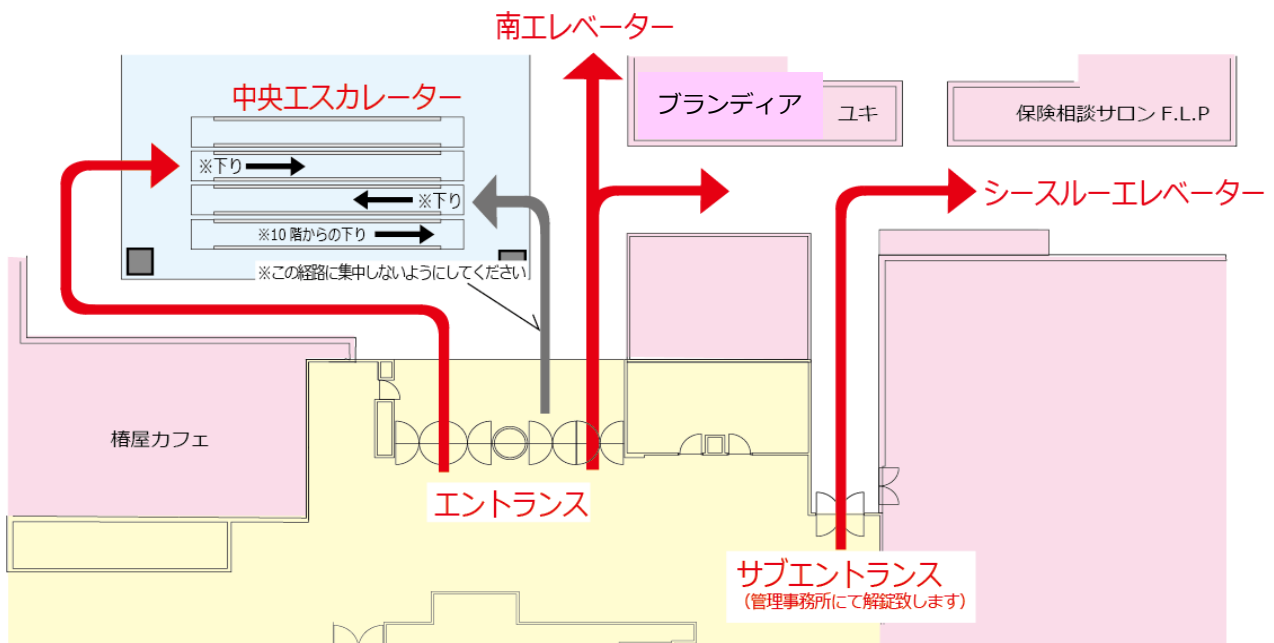 南エレベーター
中央エスカレーター
ブランディア
ユキ
保険相談サロン F.L.P
※下り
※下り
シースルーエレベーター
※10 階からの下り
※この経路に集中しないようにしてください
椿屋カフェ
エントランス
サブエントランス
（管理事務所にて解錠致します）